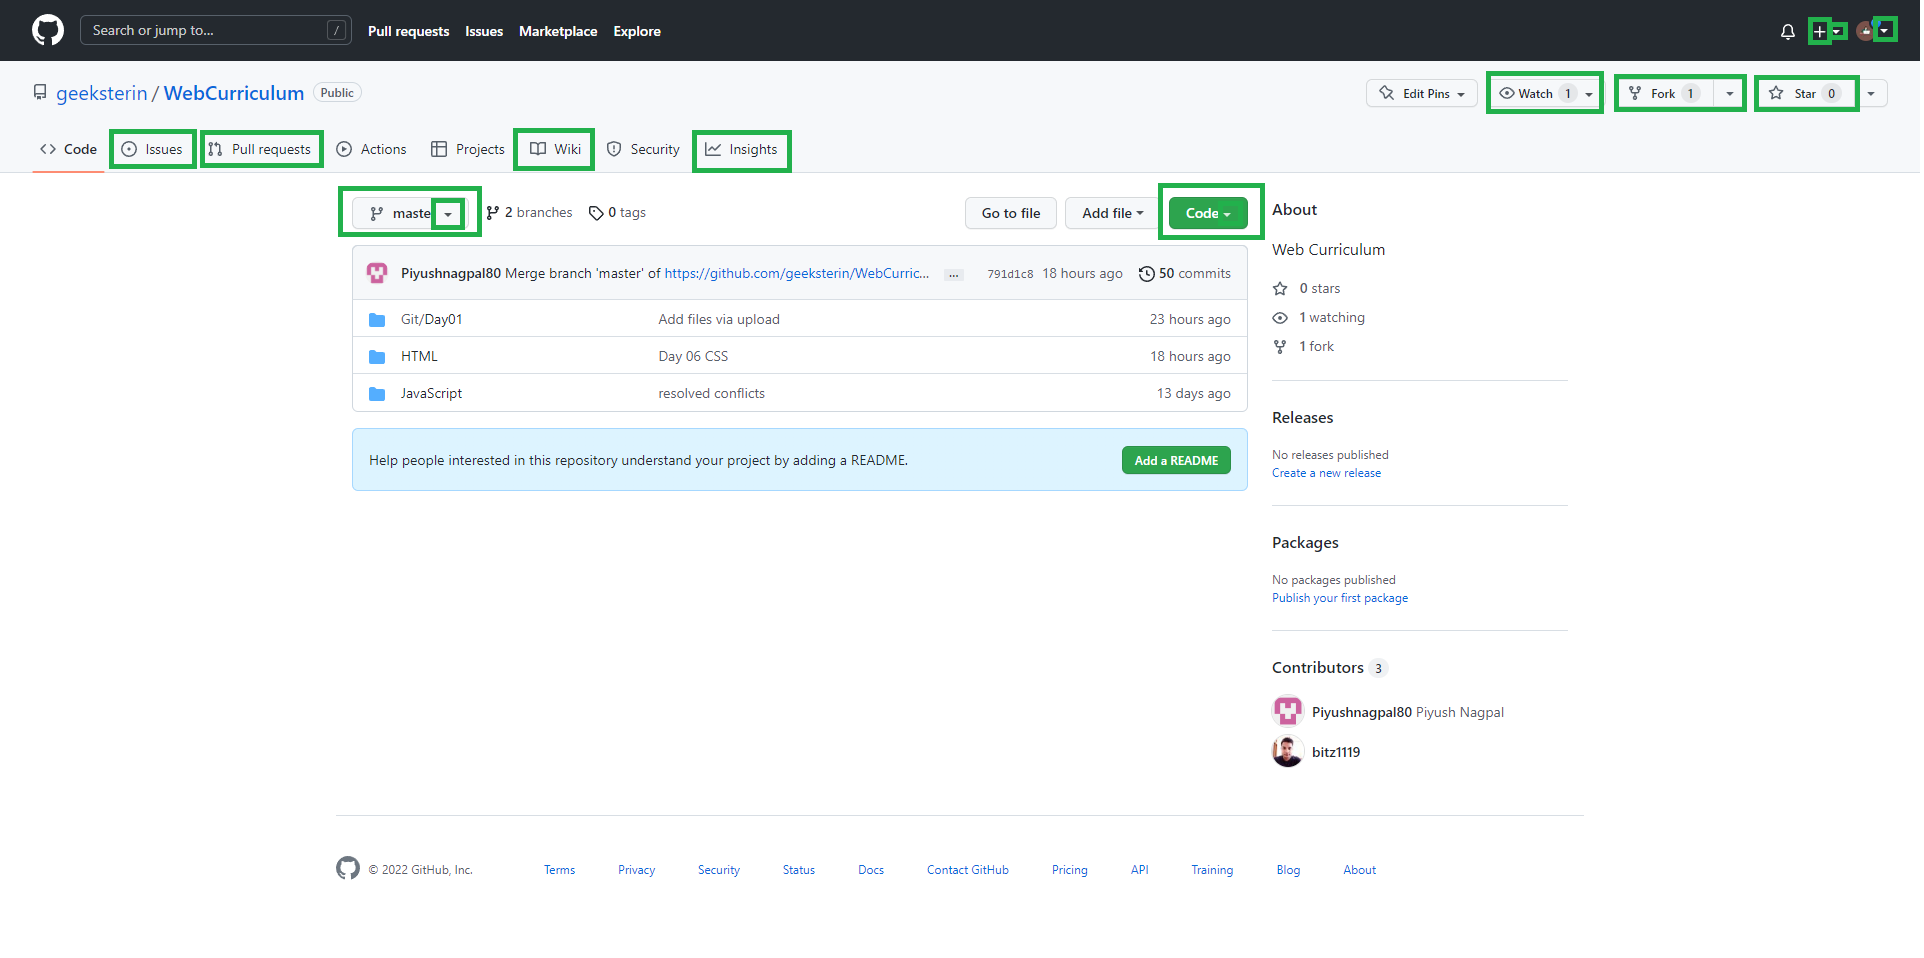 Search or jump to... / Pull requests Issues Marketplace Explore
geeksterin / WebCurriculum Public Edit Pins Watch 1 Fork 1 Star 0
Code Issues Pull requests Actions Projects Wiki Security Insights
maste 2 branches 0 tags Go to file Add file Code
Piyushnagpal80 Merge branch 'master' of https://github.com/geeksterin/WebCurric... ... 791d1c8 18 hours ago 50 commits
Git/Day01 Add files via upload 23 hours ago
HTML Day 06 CSS 18 hours ago
JavaScript resolved conflicts 13 days ago
Help people interested in this repository understand your project by adding a README. Add a README
About
Web Curriculum
0 stars
1 watching
1 fork
Releases
No releases published
Create a new release
Packages
No packages published
Publish your first package
Contributors 3
Piyushnagpal80 Piyush Nagpal
bitz1119
© 2022 GitHub, Inc. Terms Privacy Security Status Docs Contact GitHub Pricing API Training Blog About